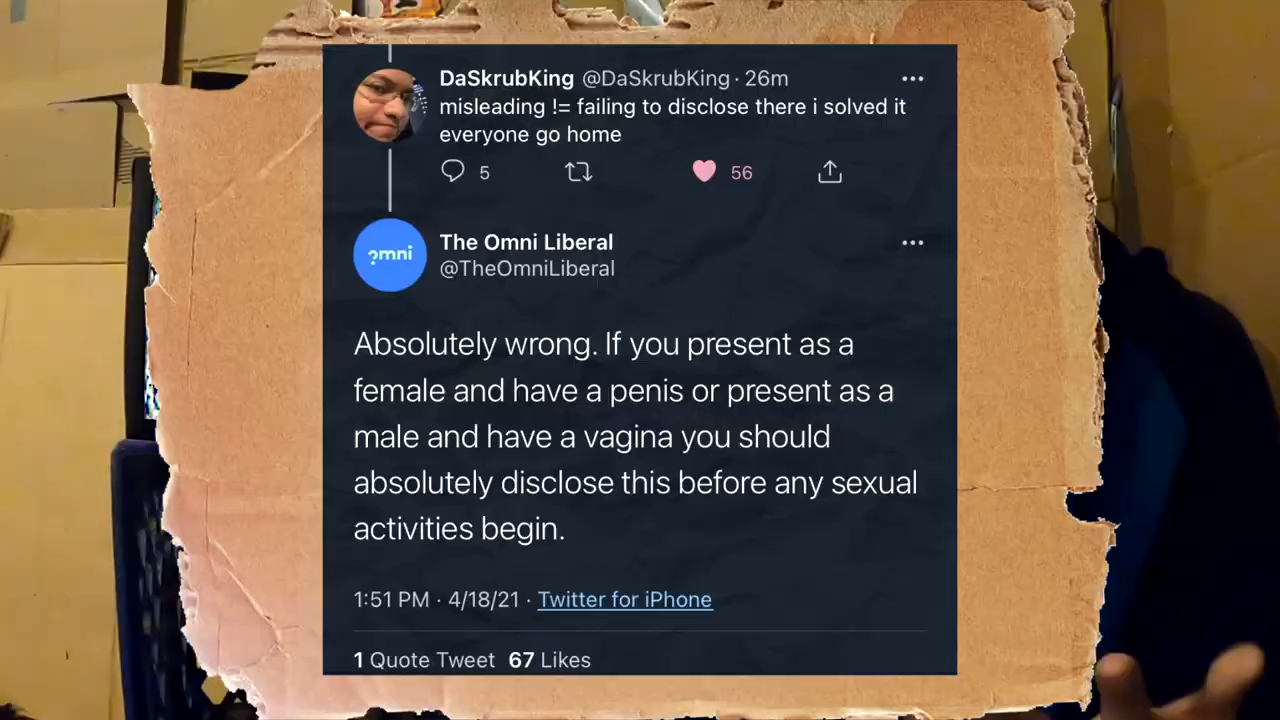 DaSkrubKing @DaSkrubKing · 26m
misleading != failing to disclose there i solved it
everyone go home
5
56
omni
The Omni Liberal
@TheOmniLiberal
Absolutely wrong. If you present as a
female and have a penis or present as a
male and have a vagina you should
absolutely disclose this before any sexual
activities begin.
1:51 PM · 4/18/21 · Twitter for iPhone
1 Quote Tweet 67 Likes